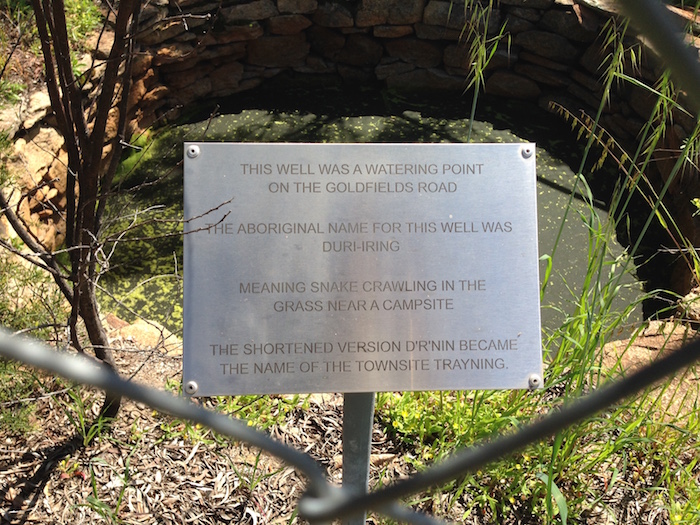 THIS WELL WAS A WATERING POINT
ON THE GOLDFIELDS ROAD
THE ABORIGINAL NAME FOR THIS WELL WAS
DURI-IRING
MEANING SNAKE CRAWLING IN THE
GRASS NEAR A CAMPSITE
THE SHORTENED VERSION D'R'NIN BECAME
THE NAME OF THE TOWNSITE TRAYNING.